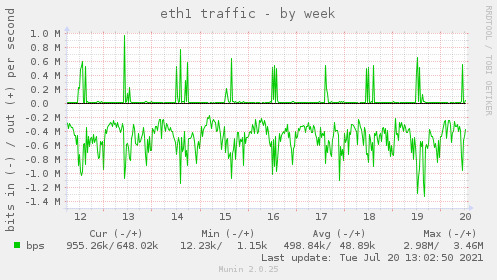 eth1 traffic - by week
RRDTOOL / TOBI OETIKER
bits in (-) / out (+) per second
1.0 M
0.8 M
0.6 M
0.4 M
0.2 M
0.0
-0.2 M
-0.4 M
-0.6 M
-0.8 M
-1.0 M
-1.2 M
-1.4 M
12 13 14 15 16 17 18 19 20
Cur (-/+) Min (-/+) Avg (-/+) Max (-/+)
bps 955.26k/648.02k 12.23k/ 1.15k 498.84k/ 48.89k 2.98M/ 3.46M
Last update: Tue Jul 20 13:02:50 2021
Munin 2.0.25